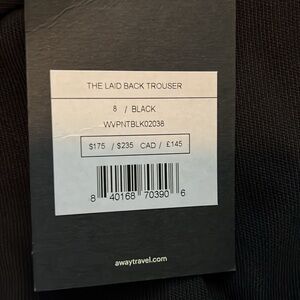 THE LAID BACK TROUSER
8 / BLACK
WVPNTBLK02038
$175 / $235 CAD / £145
8 40168 70390 6
awaytravel.com